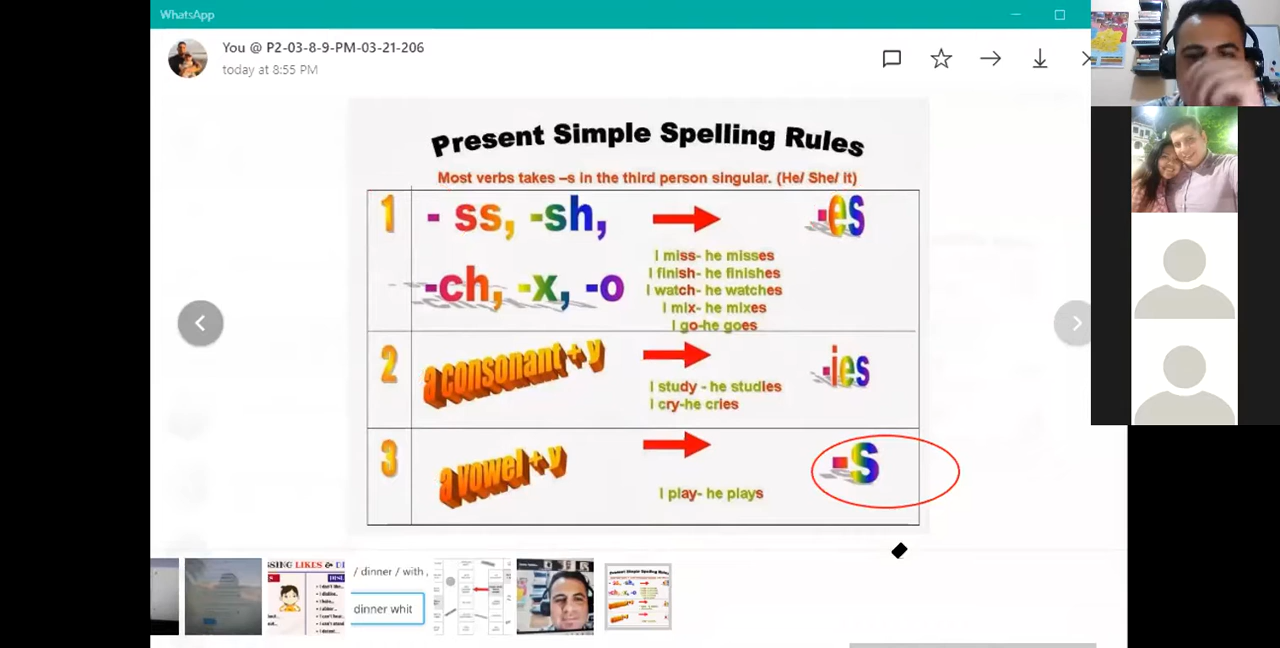 WhatsApp
You @ P2-03-8-9-PM-03-21-206
today at 8:55 PM
Present Simple Spelling Rules
Most verbs takes –s in the third person singular. (He/ She/ it)
1 - ss, -sh, -es
-ch, -x, -o
I miss- he misses
I finish- he finishes
I watch- he watches
I mix- he mixes
I go-he goes
2 a consonant + y -ies
I study - he studies
I cry-he cries
3 a vowel + y -s
I play- he plays
SSING LIKES &
/ dinner / with ,
dinner whit